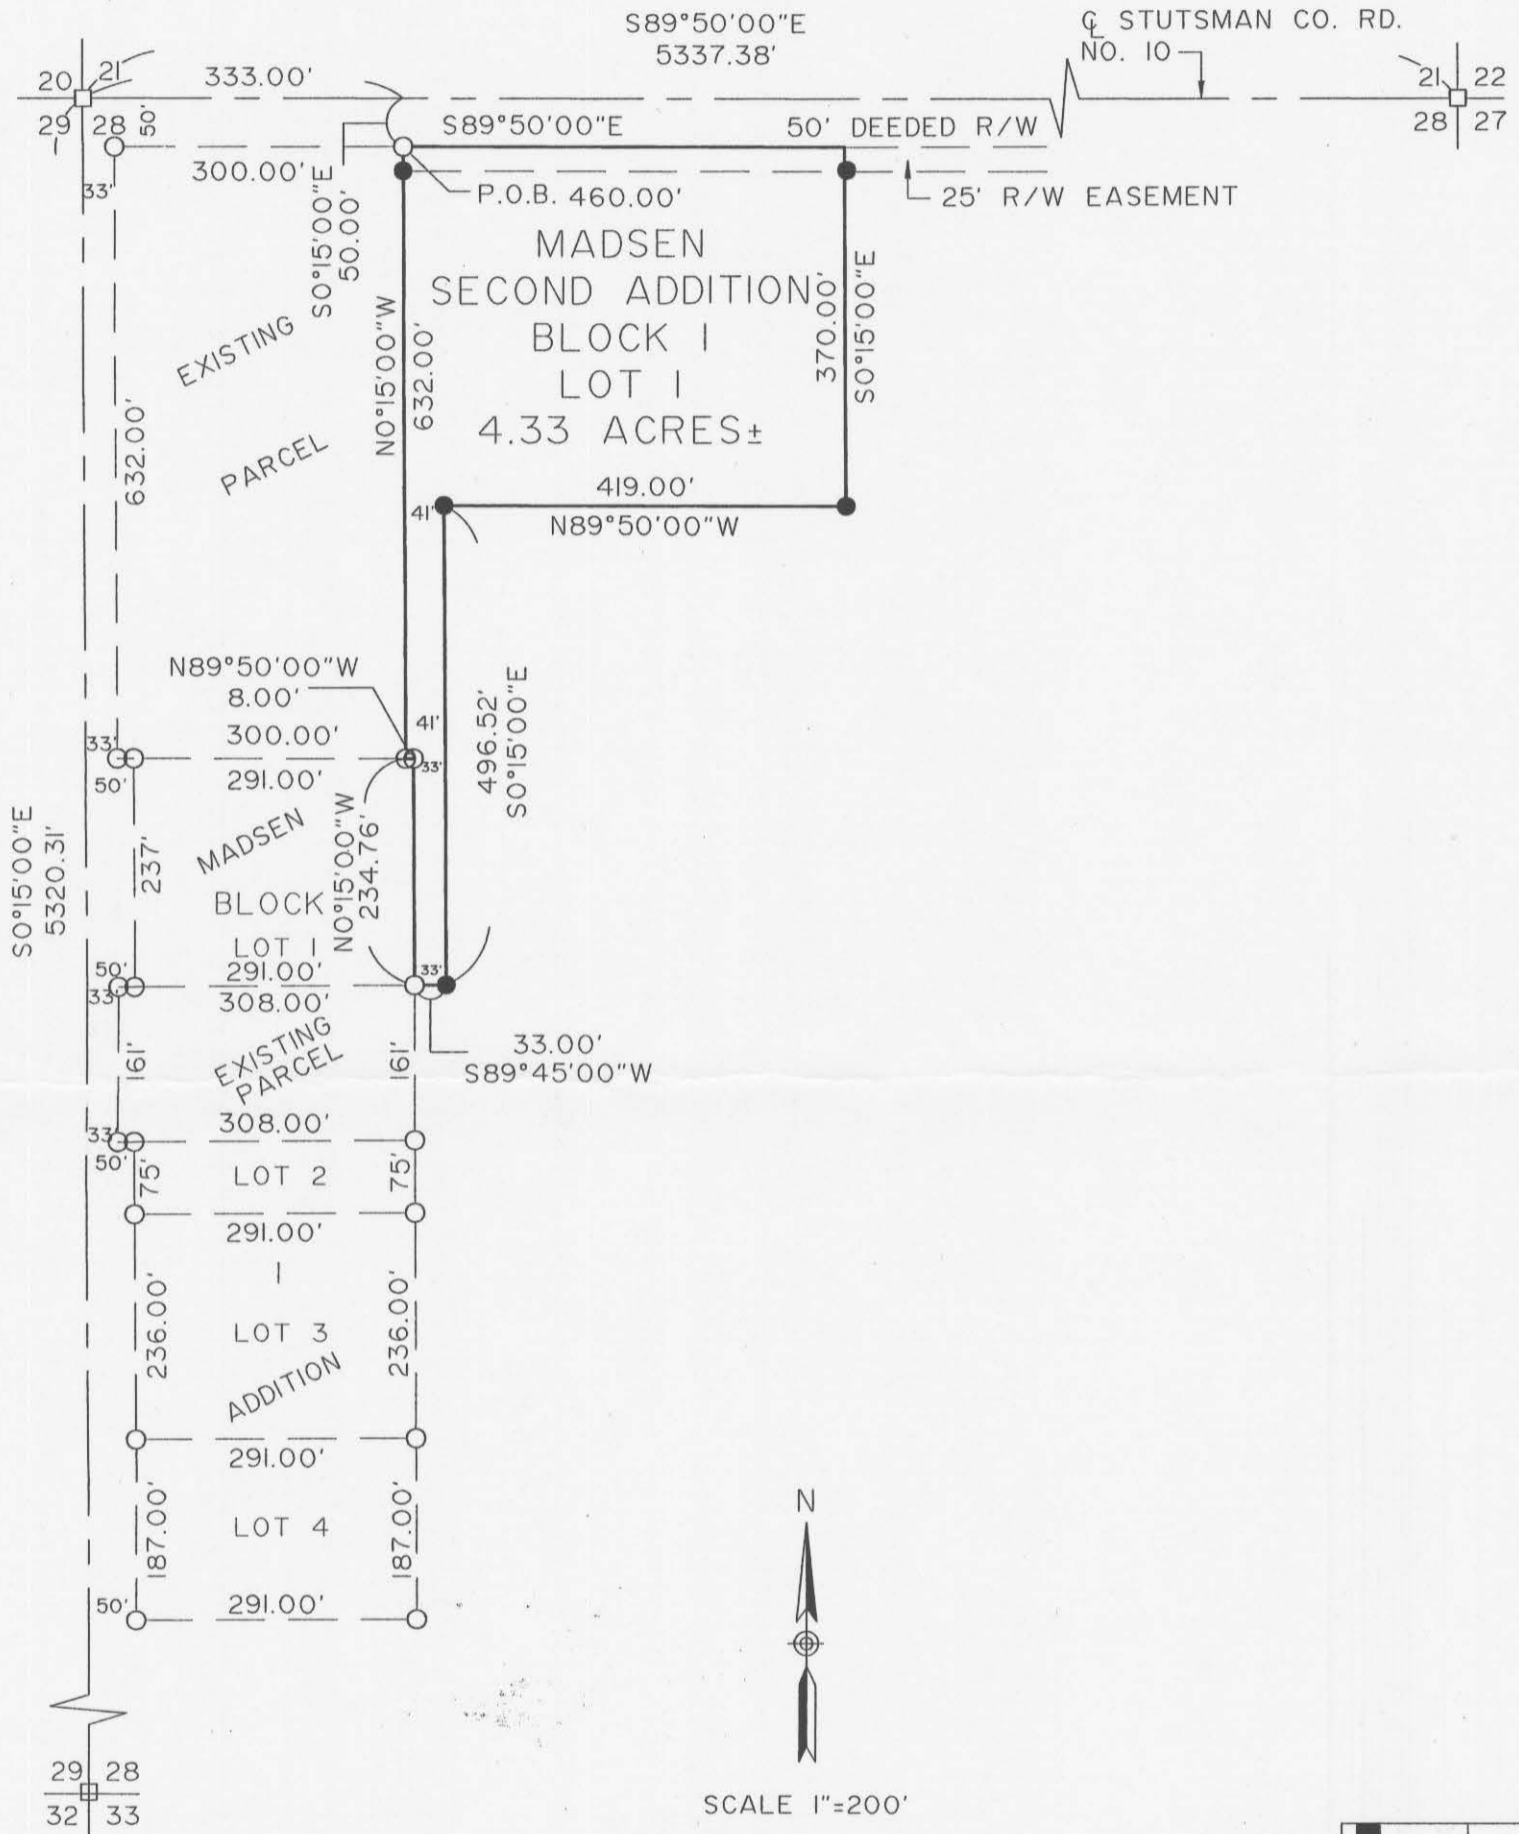 S89°50'00"E
5337.38'
℄ STUTSMAN CO. RD.
NO. 10
20 21
29 28
333.00'
50'
21 22
28 27
S89°50'00"E
50' DEEDED R/W
300.00'
33'
S0°15'00"E
50.00'
P.O.B. 460.00'
25' R/W EASEMENT
MADSEN
SECOND ADDITION
BLOCK 1
LOT 1
4.33 ACRES±
N0°15'00"W
632.00'
370.00'
S0°15'00"E
EXISTING
PARCEL
632.00'
419.00'
N89°50'00"W
41'
N89°50'00"W
8.00'
300.00'
33'
50'
291.00'
41'
33'
496.52'
S0°15'00"E
S0°15'00"E
5320.31'
237'
MADSEN
BLOCK
LOT 1
N0°15'00"W
234.76'
50'
33'
291.00'
308.00'
33'
33.00'
S89°45'00"W
161'
EXISTING
PARCEL
161'
308.00'
33'
50'
75'
LOT 2
75'
291.00'
1
236.00'
LOT 3
236.00'
ADDITION
291.00'
187.00'
LOT 4
187.00'
50'
291.00'
N
29 28
32 33
SCALE 1"=200'